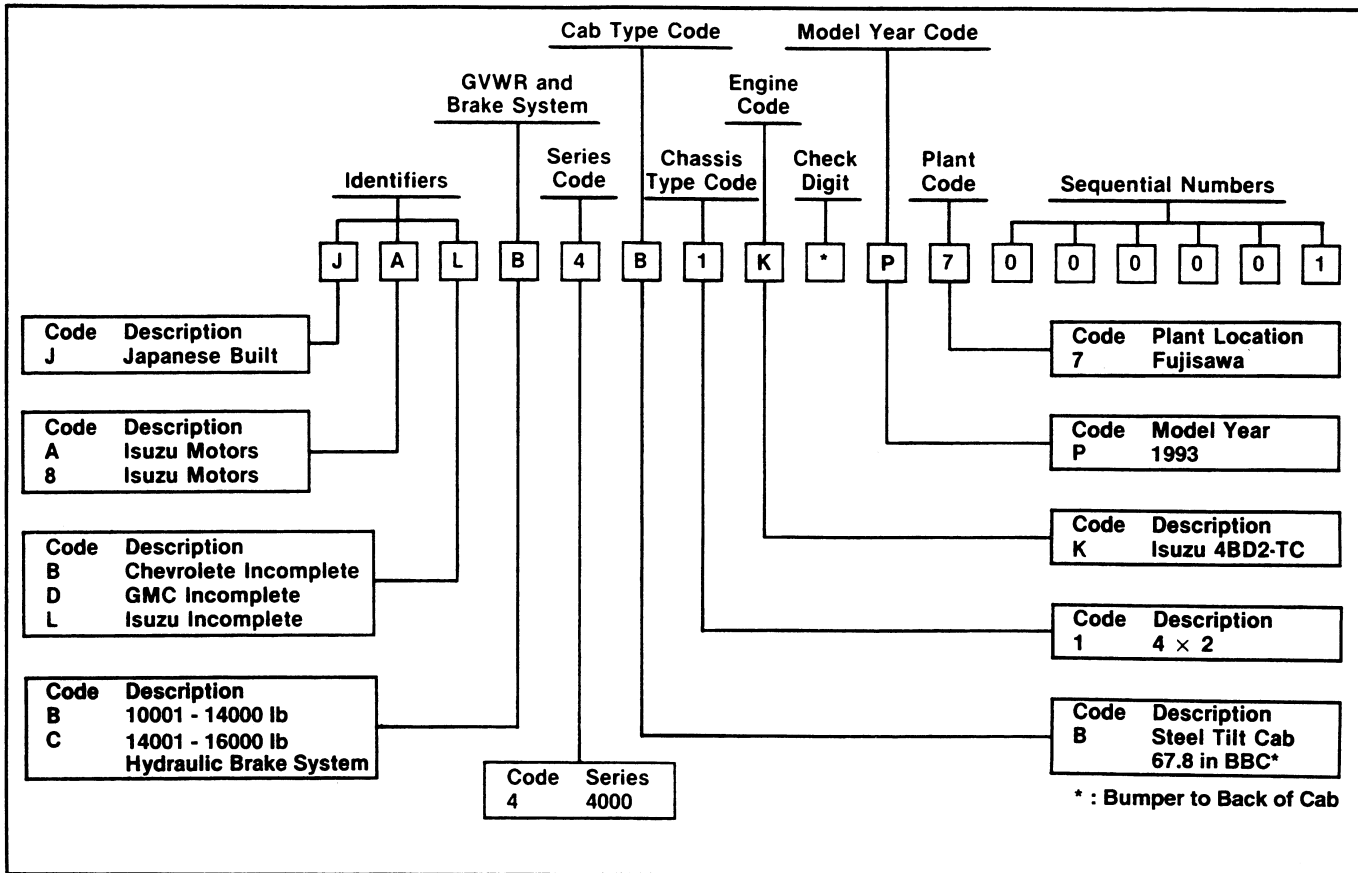 Cab Type Code
Model Year Code
GVWR and
Brake System
Engine
Code
Identifiers
Series
Code
Chassis
Type Code
Check
Digit
Plant
Code
Sequential Numbers
J A L B 4 B 1 K * P 7 0 0 0 0 0 1
Code Description
J Japanese Built
Code Description
A Isuzu Motors
8 Isuzu Motors
Code Description
B Chevrolete Incomplete
D GMC Incomplete
L Isuzu Incomplete
Code Description
B 10001 - 14000 lb
C 14001 - 16000 lb
Hydraulic Brake System
Code Series
4 4000
Code Plant Location
7 Fujisawa
Code Model Year
P 1993
Code Description
K Isuzu 4BD2-TC
Code Description
1 4 × 2
Code Description
B Steel Tilt Cab
67.8 in BBC*
* : Bumper to Back of Cab